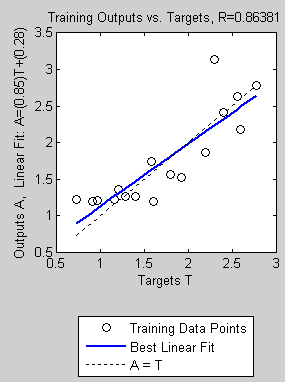 Training Outputs vs. Targets, R=0.86381
Outputs A, Linear Fit: A=(0.85)T+(0.28)
3.5
3
2.5
2
1.5
1
0.5
0.5 1 1.5 2 2.5 3
Targets T
Training Data Points
Best Linear Fit
A = T